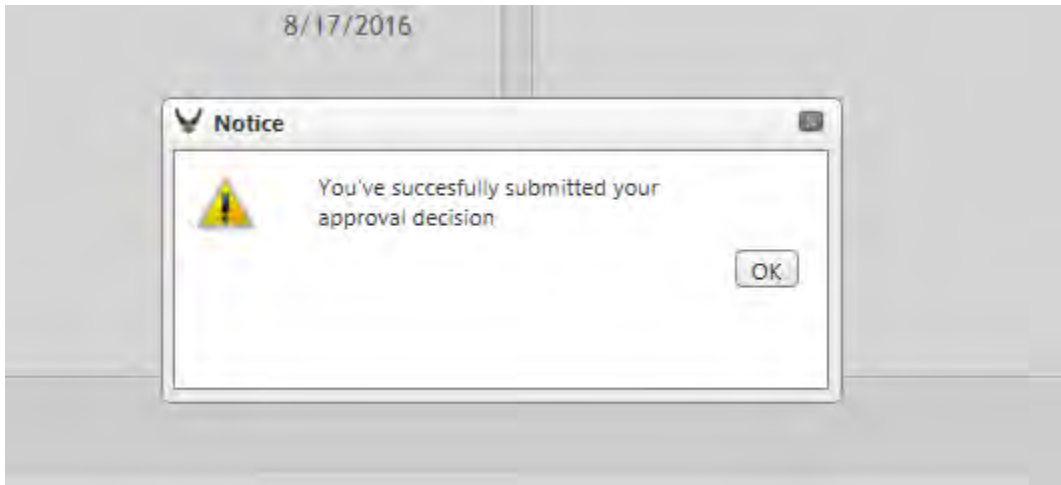 8/17/2016
Notice
You've succesfully submitted your
approval decision
OK